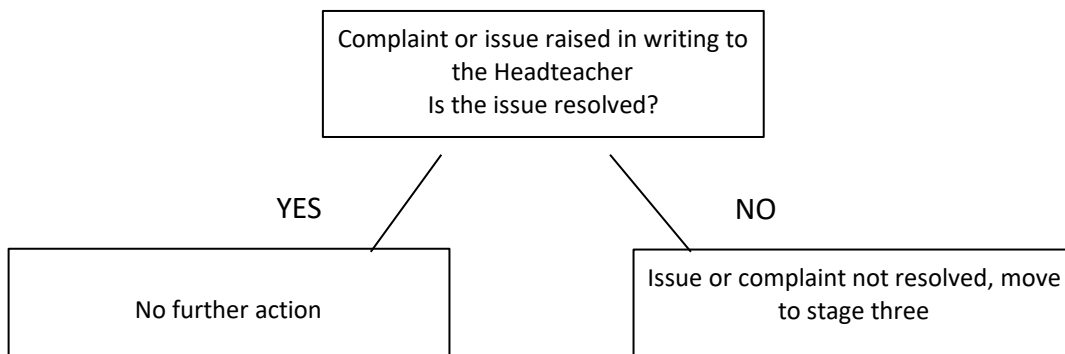 Complaint or issue raised in writing to
the Headteacher
Is the issue resolved?
YES
NO
No further action
Issue or complaint not resolved, move
to stage three